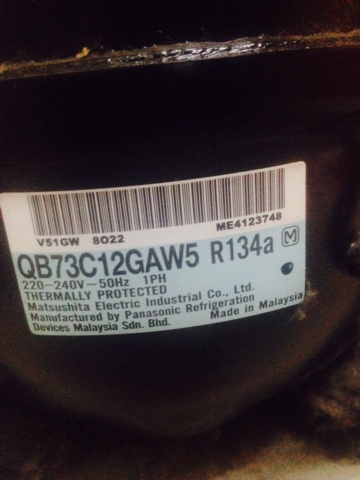 V51GW 8O22 ME4123748
QB73C12GAW5 R134a M
220-240V~50Hz 1PH
THERMALLY PROTECTED
Matsushita Electric Industrial Co., Ltd.
Manufactured by Panasonic Refrigeration
Devices Malaysia Sdn. Bhd. Made in Malaysia